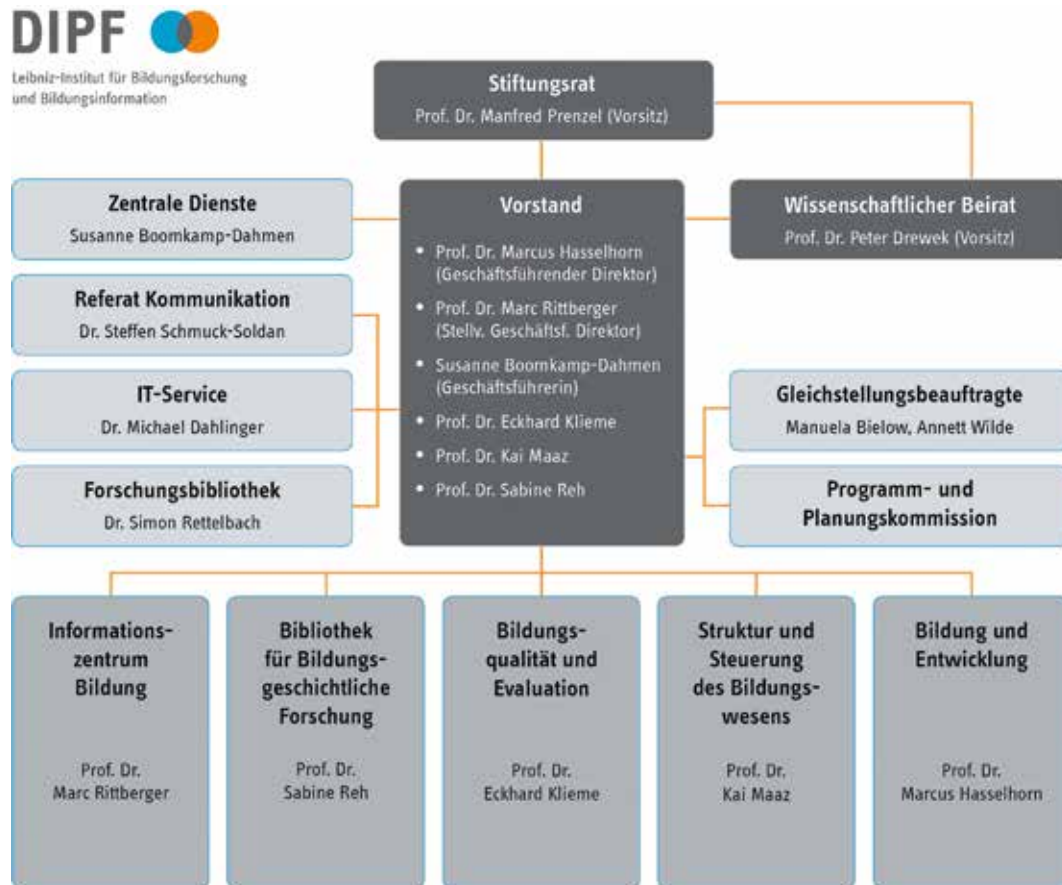 DIPF
Leibniz-Institut für Bildungsforschung
und Bildungsinformation
Stiftungsrat
Prof. Dr. Manfred Prenzel (Vorsitz)
Zentrale Dienste
Susanne Boomkamp-Dahmen
Vorstand
• Prof. Dr. Marcus Hasselhorn
(Geschäftsführender Direktor)
• Prof. Dr. Marc Rittberger
(Stellv. Geschäftsf. Direktor)
• Susanne Boomkamp-Dahmen
(Geschäftsführerin)
• Prof. Dr. Eckhard Klieme
• Prof. Dr. Kai Maaz
• Prof. Dr. Sabine Reh
Wissenschaftlicher Beirat
Prof. Dr. Peter Drewek (Vorsitz)
Referat Kommunikation
Dr. Steffen Schmuck-Soldan
IT-Service
Dr. Michael Dahlinger
Forschungsbibliothek
Dr. Simon Rettelbach
Gleichstellungsbeauftragte
Manuela Bielow, Annett Wilde
Programm- und
Planungskommission
Informations-
zentrum
Bildung
Prof. Dr.
Marc Rittberger
Bibliothek
für Bildungs-
geschichtliche
Forschung
Prof. Dr.
Sabine Reh
Bildungs-
qualität und
Evaluation
Prof. Dr.
Eckhard Klieme
Struktur und
Steuerung
des Bildungs-
wesens
Prof. Dr.
Kai Maaz
Bildung und
Entwicklung
Prof. Dr.
Marcus Hasselhorn